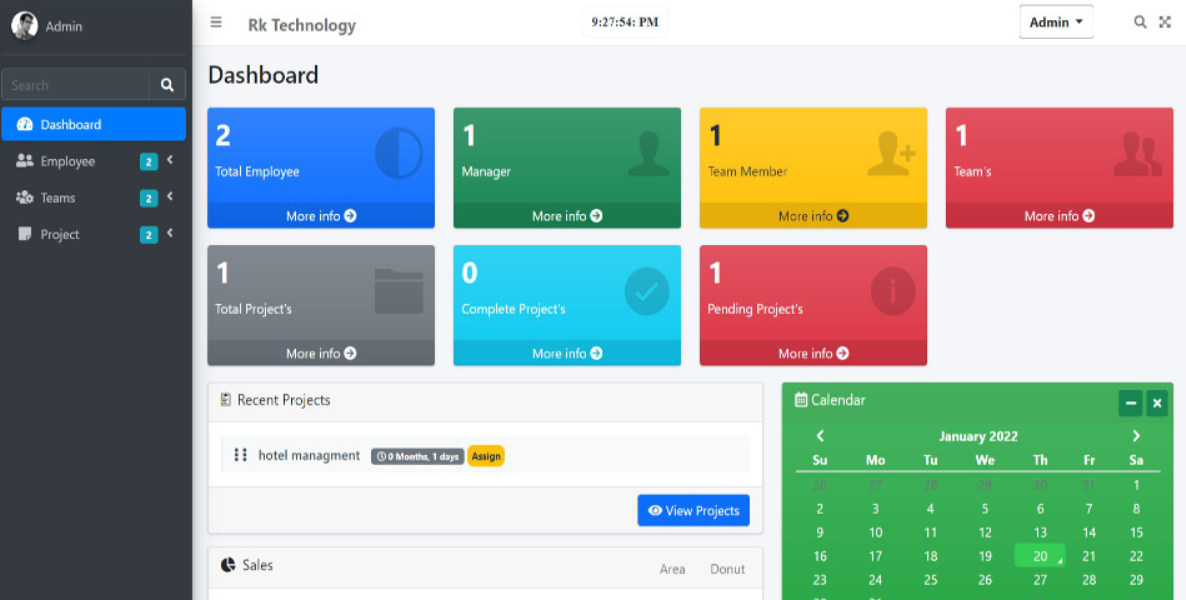 Admin
Search
Dashboard
Employee 2
Teams 2
Project 2
Rk Technology
9:27:54: PM
Admin
Dashboard
2
Total Employee
More info
1
Manager
More info
1
Team Member
More info
1
Team's
More info
1
Total Project's
More info
0
Complete Project's
More info
1
Pending Project's
More info
Recent Projects
hotel managment 0 Months, 1 days Assign
View Projects
Sales Area Donut
Calendar
January 2022
Su Mo Tu We Th Fr Sa
26 27 28 29 30 31 1
2 3 4 5 6 7 8
9 10 11 12 13 14 15
16 17 18 19 20 21 22
23 24 25 26 27 28 29